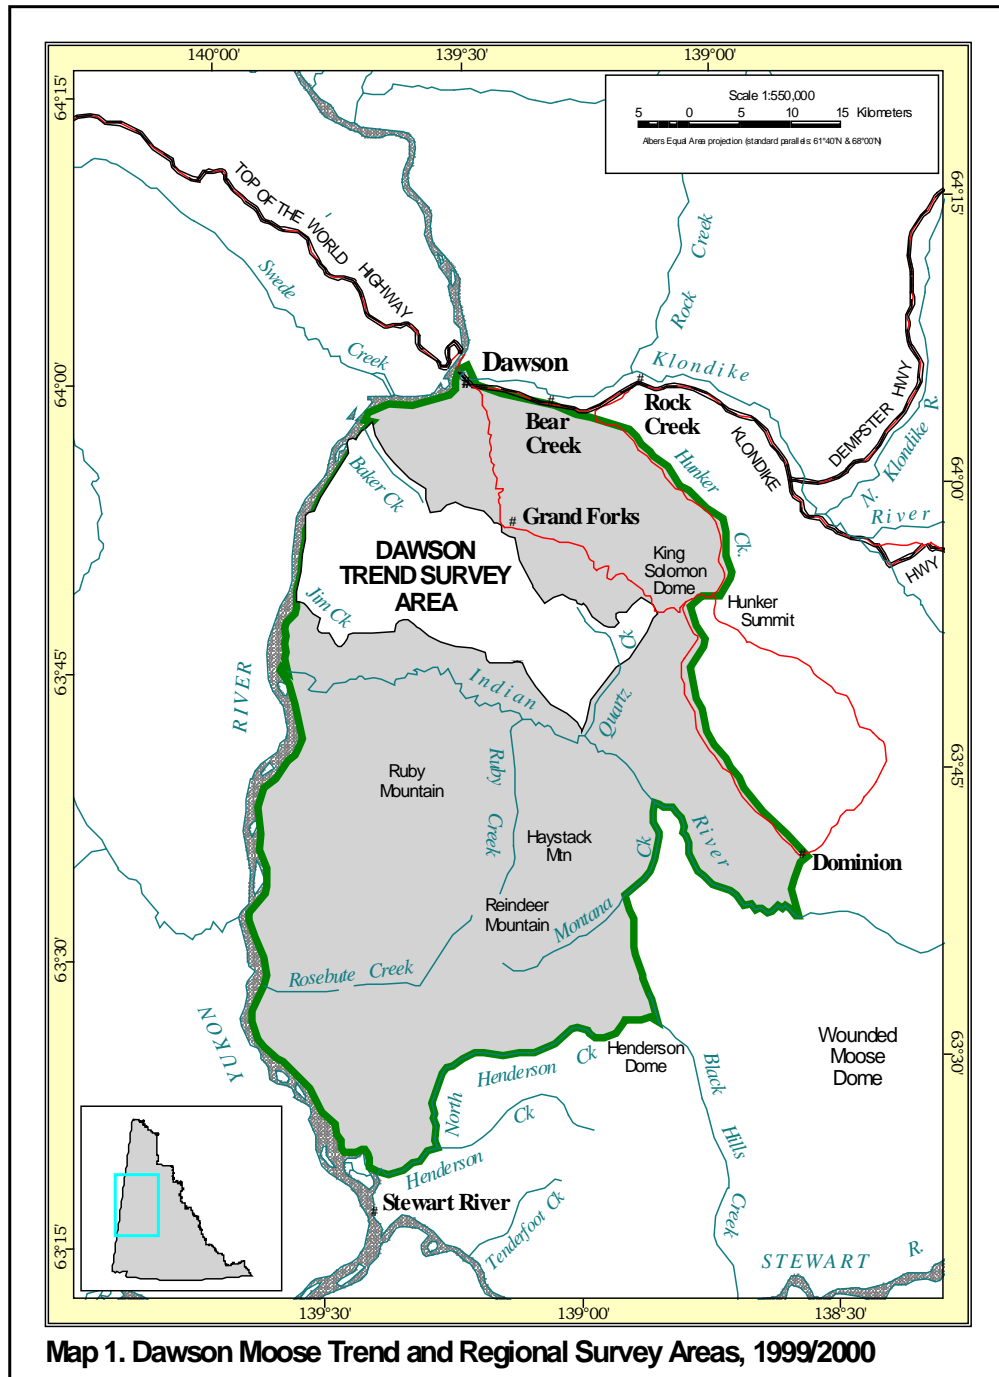 140°00'
139°30'
139°00'
64°15'
Scale 1:550,000
5 0 5 10 15 Kilometers
Albers Equal Area projection (standard parallels: 61°40'N & 68°00'N)
TOP OF THE WORLD HIGHWAY
64°15'
Swede
Creek
Rock Creek
Klondike
Dawson
64°00'
Bear
Creek
Rock
Creek
DEMPSTER HWY
KLONDIKE
N. Klondike R.
River
HWY
64°00'
Hunker
Ck.
Baker Ck
Grand Forks
DAWSON
TREND SURVEY
AREA
King
Solomon
Dome
Hunker
Summit
Jim Ck
63°45'
RIVER
Indian
Quartz Ck
Ruby
Mountain
Ruby Creek
63°45'
Haystack
Mtn
River
Dominion
Reindeer
Mountain
Montana Ck
63°30'
Rosebute Creek
YUKON
Wounded
Moose
Dome
63°30'
Henderson
Dome
North Henderson Ck
Black Hills Creek
Henderson Ck
Stewart River
Tenderfoot Ck
63°15'
STEWART R.
139°30'
139°00'
138°30'
Map 1. Dawson Moose Trend and Regional Survey Areas, 1999/2000